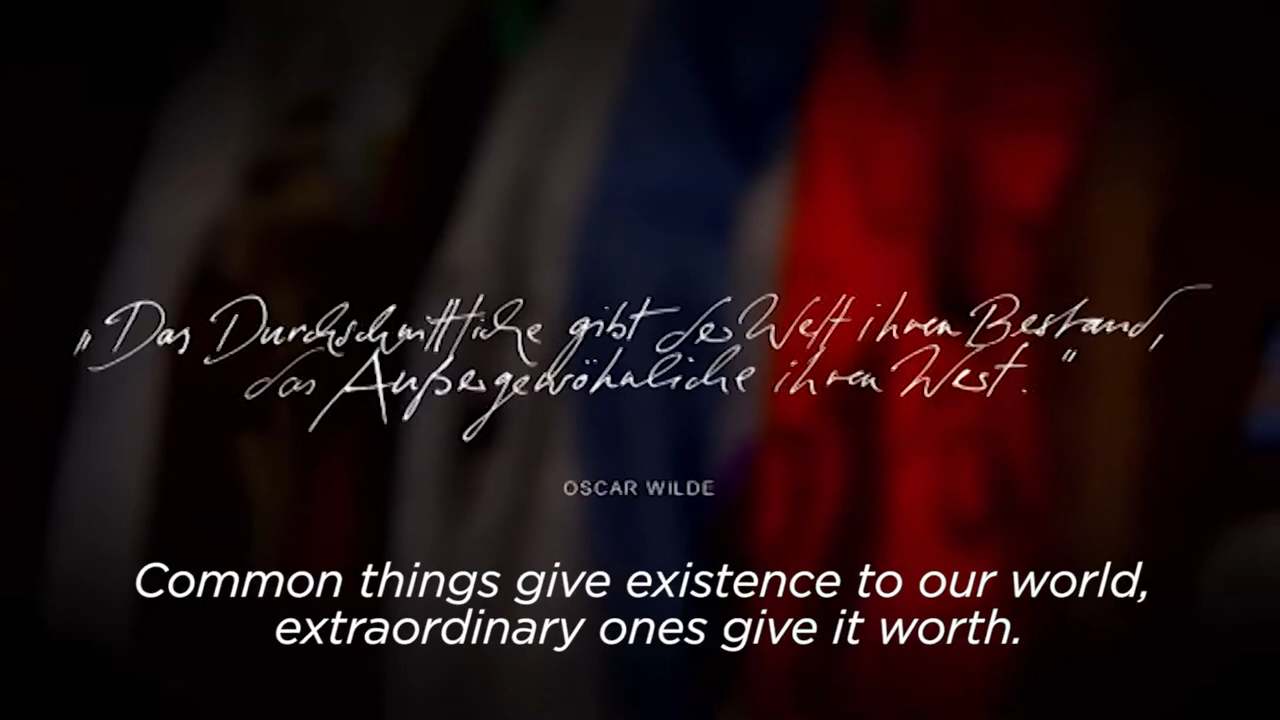 „Das Durchschnittliche gibt der Welt ihren Bestand,
das Außergewöhnliche ihren Wert.“
OSCAR WILDE
Common things give existence to our world,
extraordinary ones give it worth.